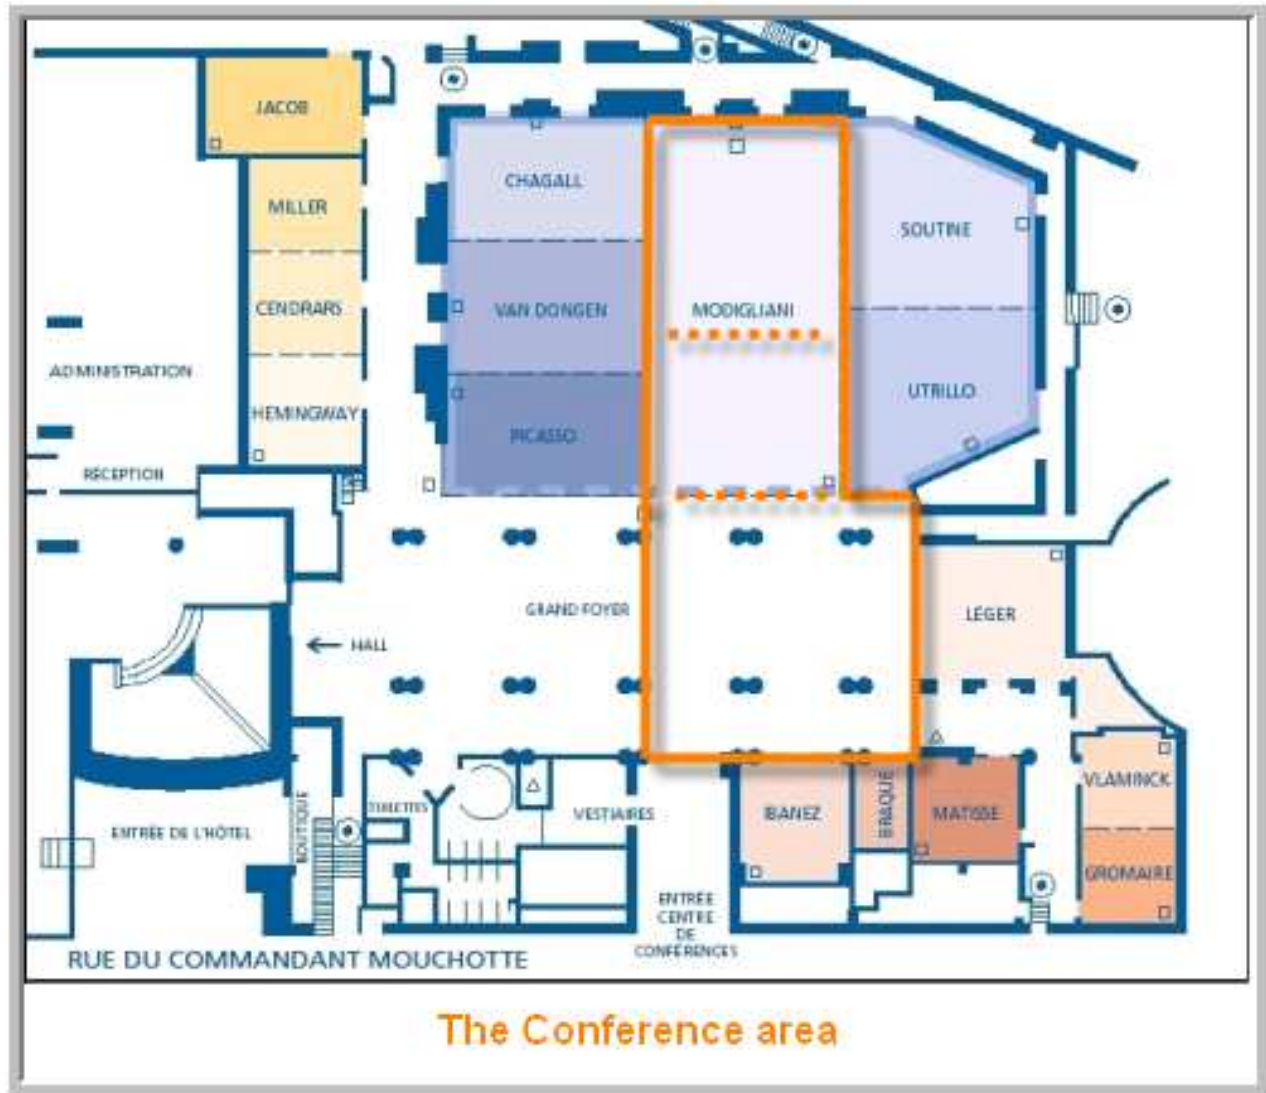 JACOB
CHAGALL
MILLER
SOUTINE
CENDRARS
VAN DONGEN
MODIGLIANI
ADMINISTRATION
UTRILLO
HEMINGWAY
PICASSO
RÉCEPTION
GRAND FOYER
LÉGER
HALL
VLAMINCK
TOILETTES
VESTIAIRES
IBANEZ
BRAQUE
MATISSE
BOUTIQUE
ENTRÉE DE L'HÔTEL
GROMAIRE
ENTRÉE
CENTRE
DE
CONFÉRENCES
RUE DU COMMANDANT MOUCHOTTE
The Conference area